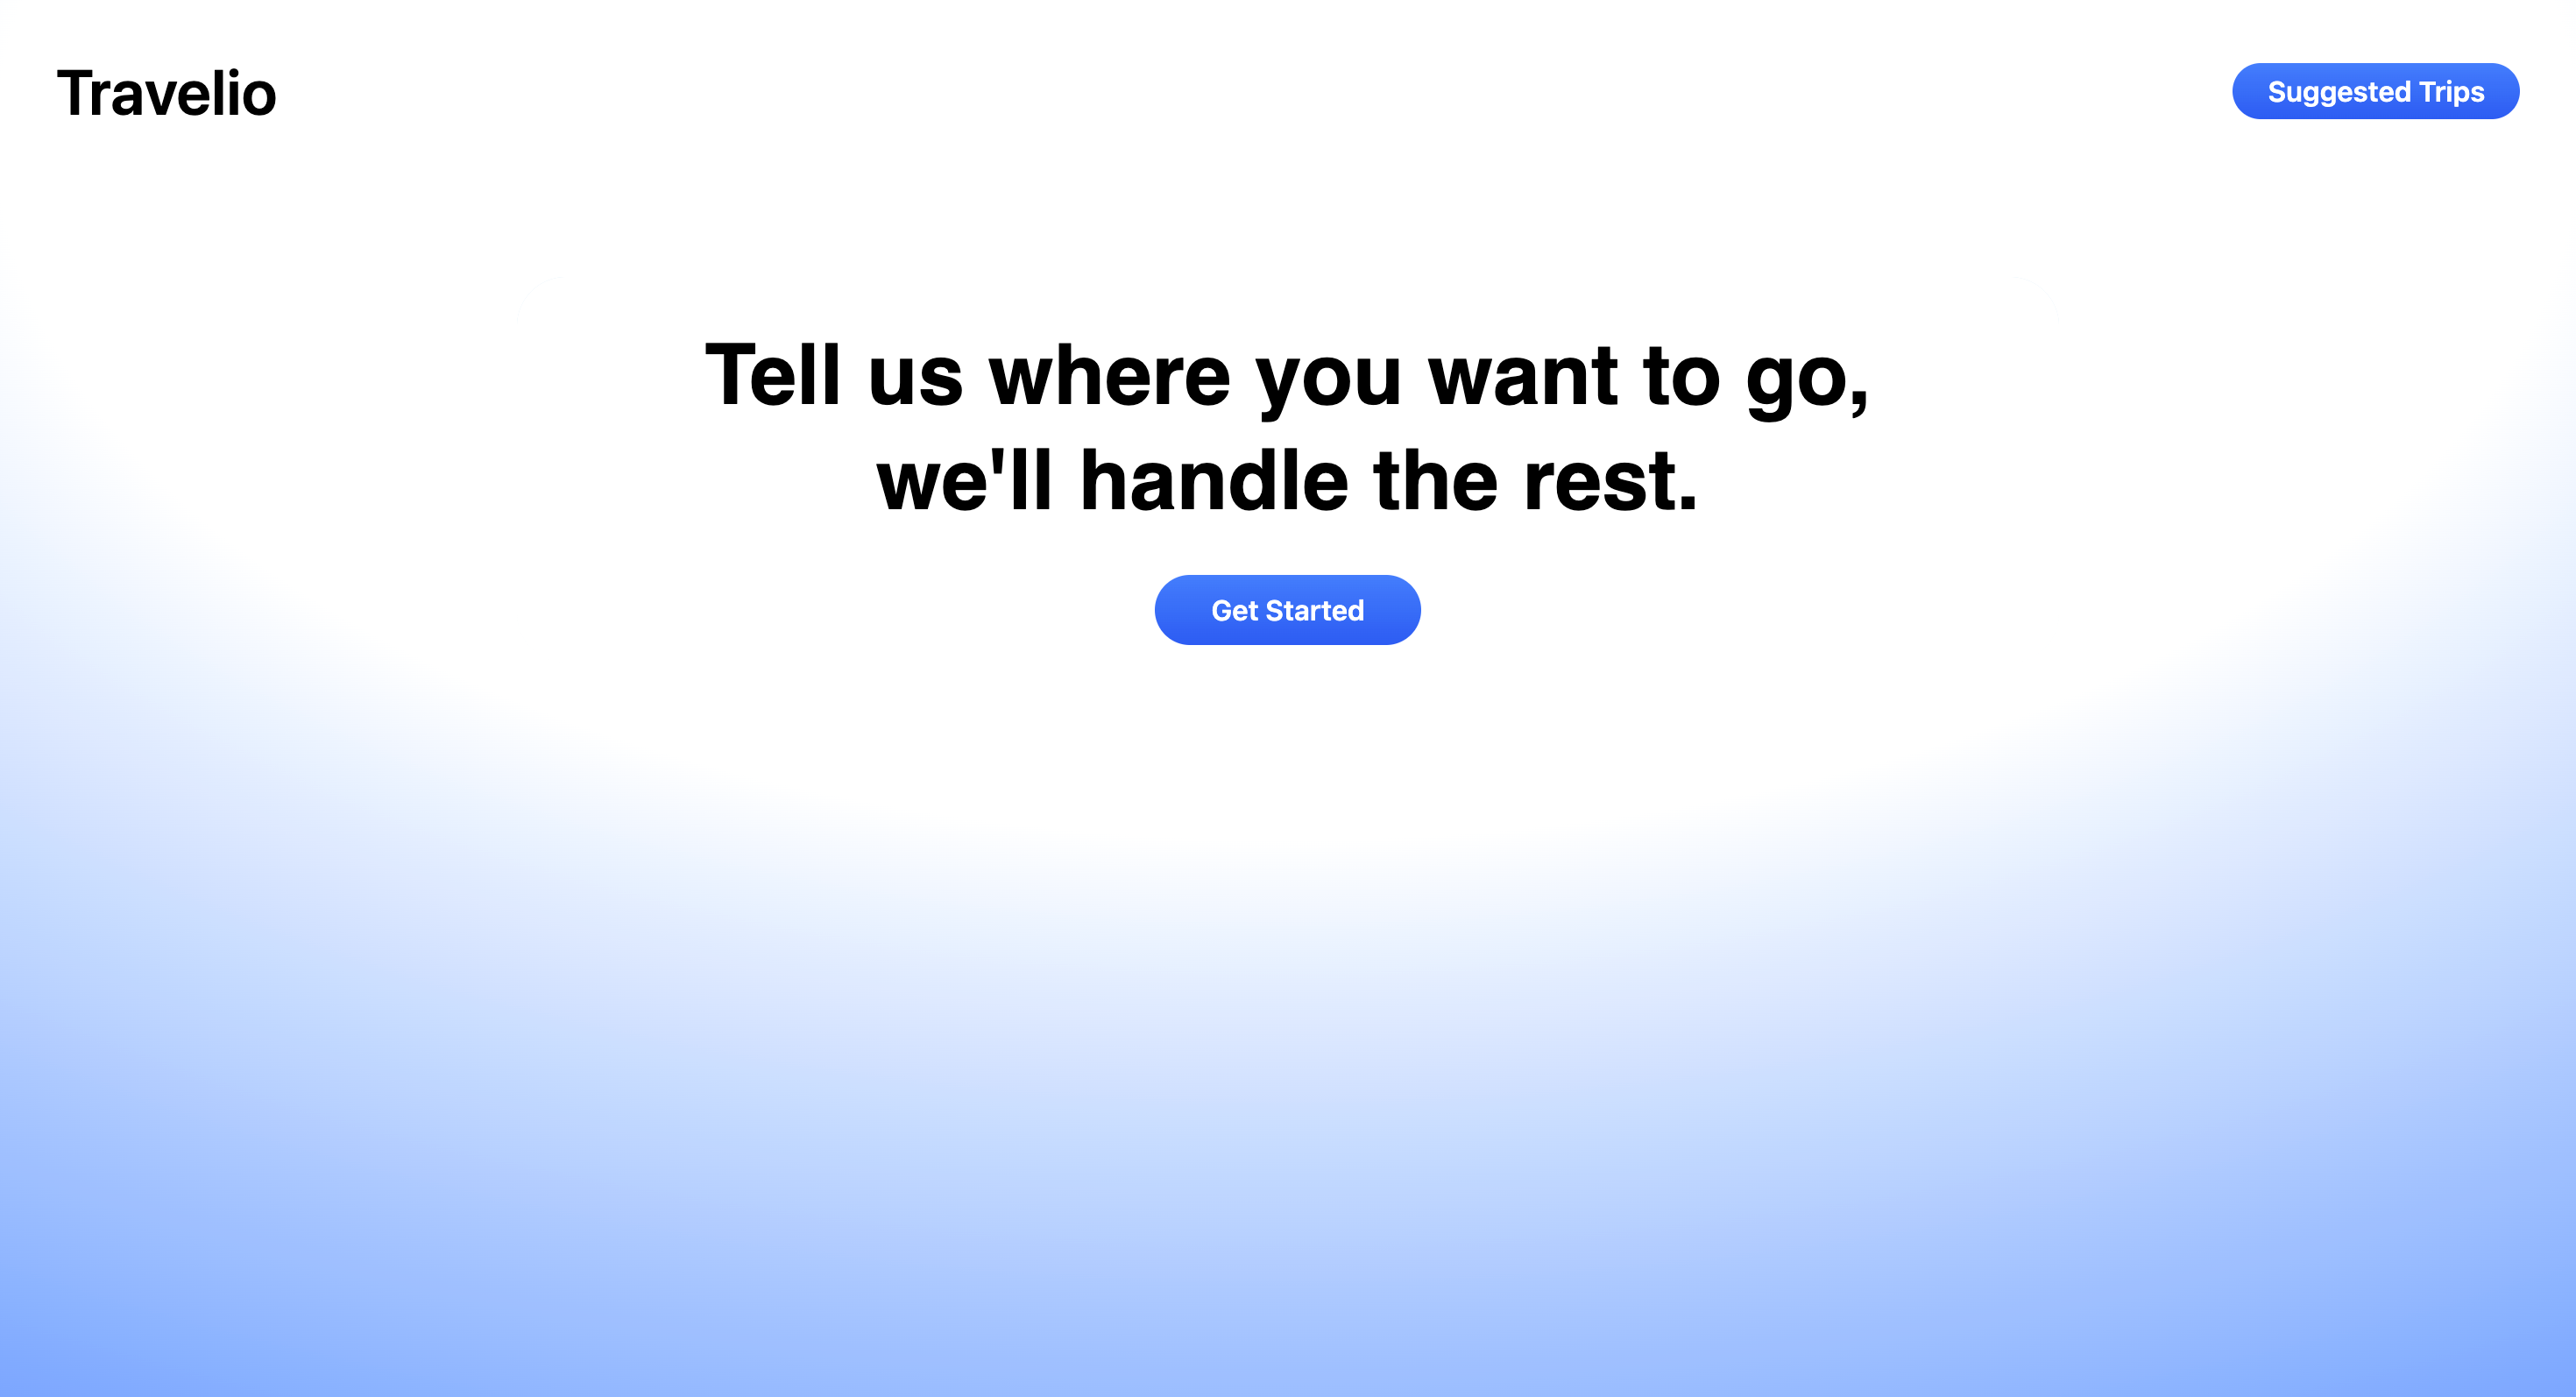 Travelio
Suggested Trips
Tell us where you want to go,
we'll handle the rest.
Get Started